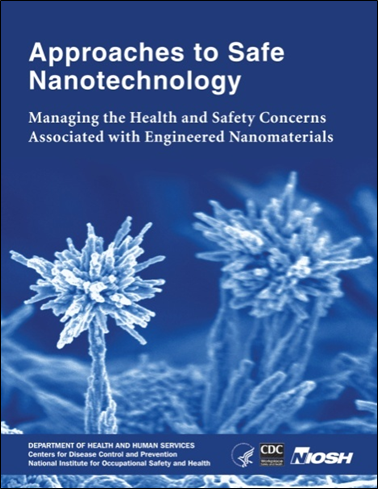 Approaches to Safe
Nanotechnology
Managing the Health and Safety Concerns
Associated with Engineered Nanomaterials
DEPARTMENT OF HEALTH AND HUMAN SERVICES
Centers for Disease Control and Prevention
National Institute for Occupational Safety and Health
CDC
NIOSH